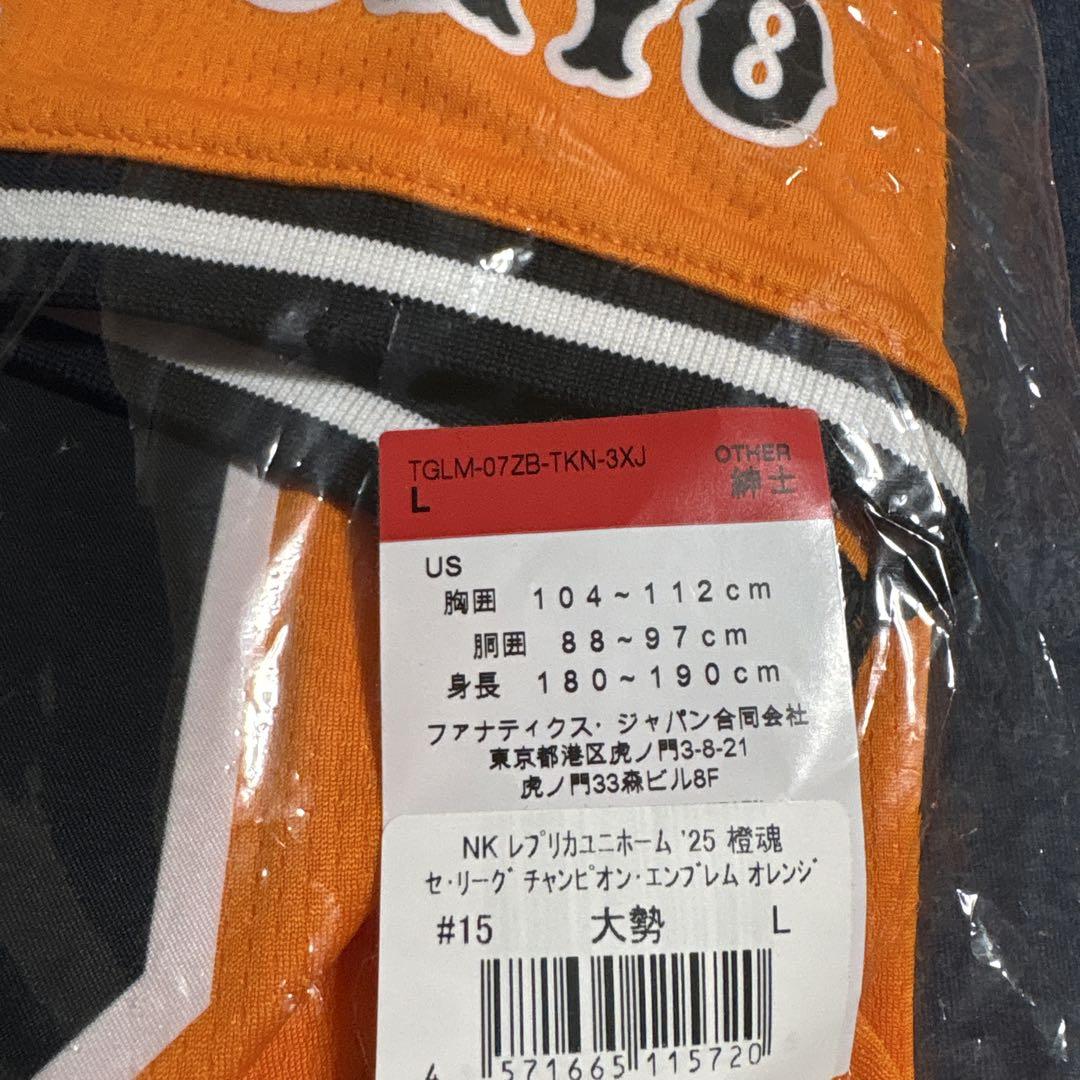 TGLM-07ZB-TKN-3XJ OTHER
L 紳士
US
胸囲 104~112cm
胴囲 88~97cm
身長 180~190cm
ファナティクス・ジャパン合同会社
東京都港区虎ノ門3-8-21
虎ノ門33森ビル8F
NK レプリカユニホーム '25 橙魂
セ・リーグ チャンピオン・エンブレム オレンジ
#15 大勢 L
4 571665 115720